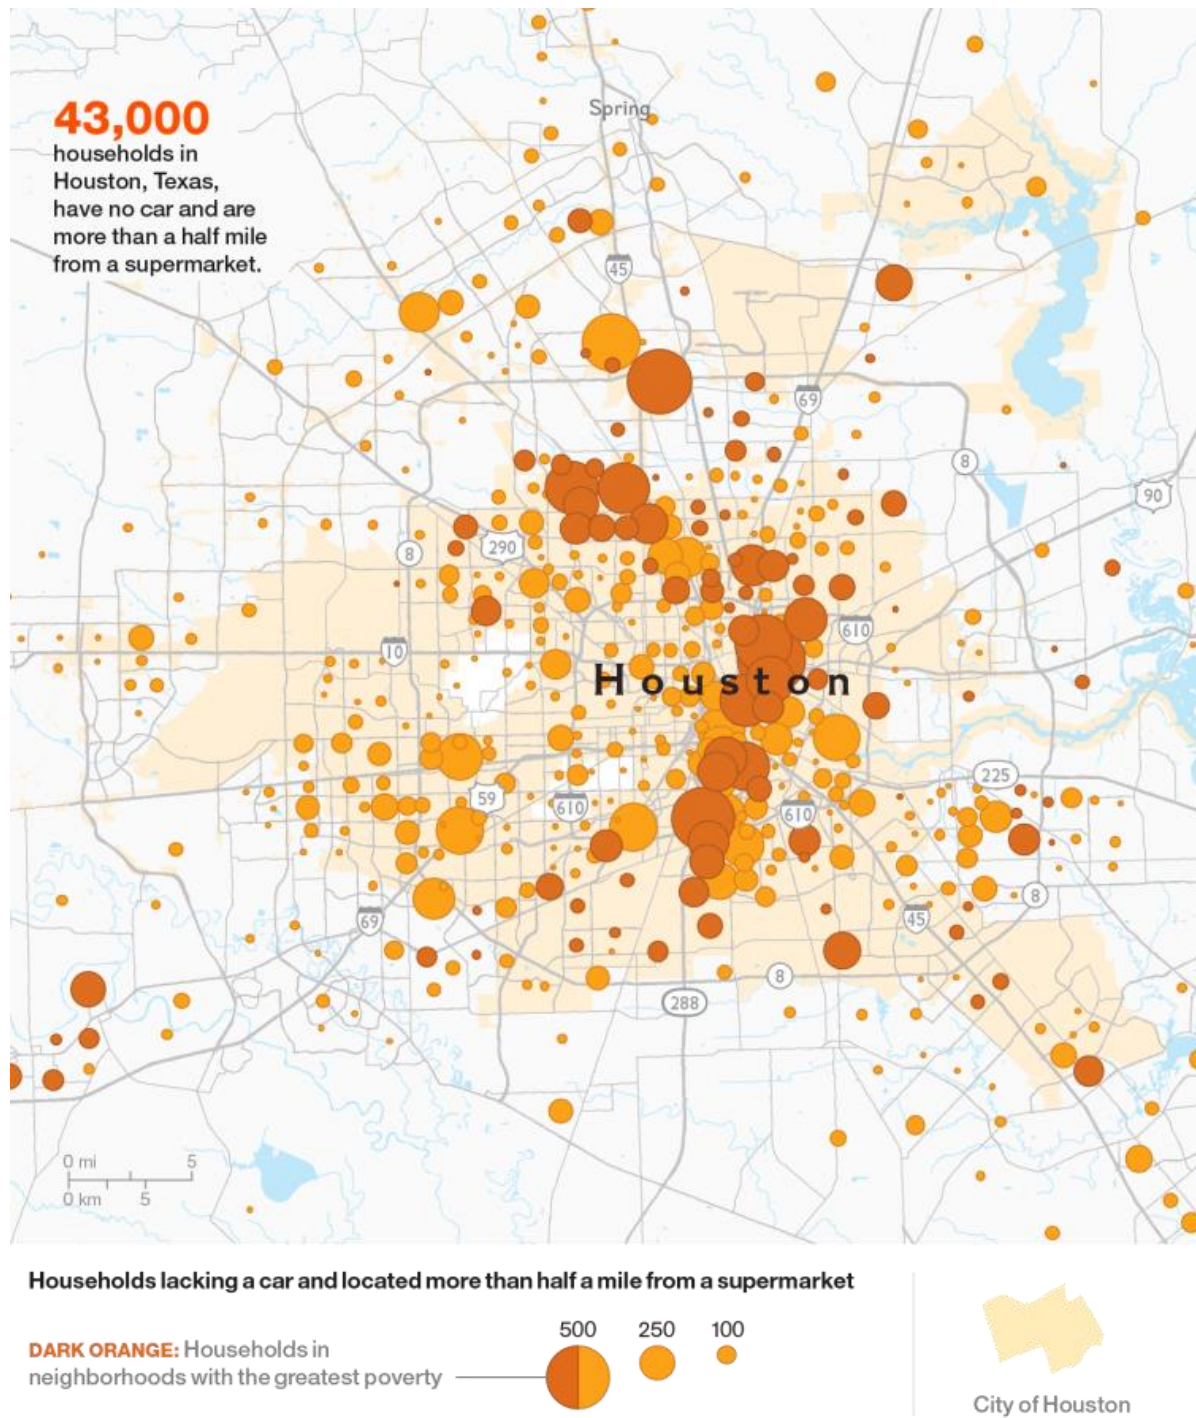 43,000
households in
Houston, Texas,
have no car and are
more than a half mile
from a supermarket.
Spring
45
69
8
90
8
290
10
610
Houston
225
59
610
610
8
69
45
8
288
0 mi 5
0 km 5
Households lacking a car and located more than half a mile from a supermarket
500 250 100
DARK ORANGE: Households in
neighborhoods with the greatest poverty
City of Houston